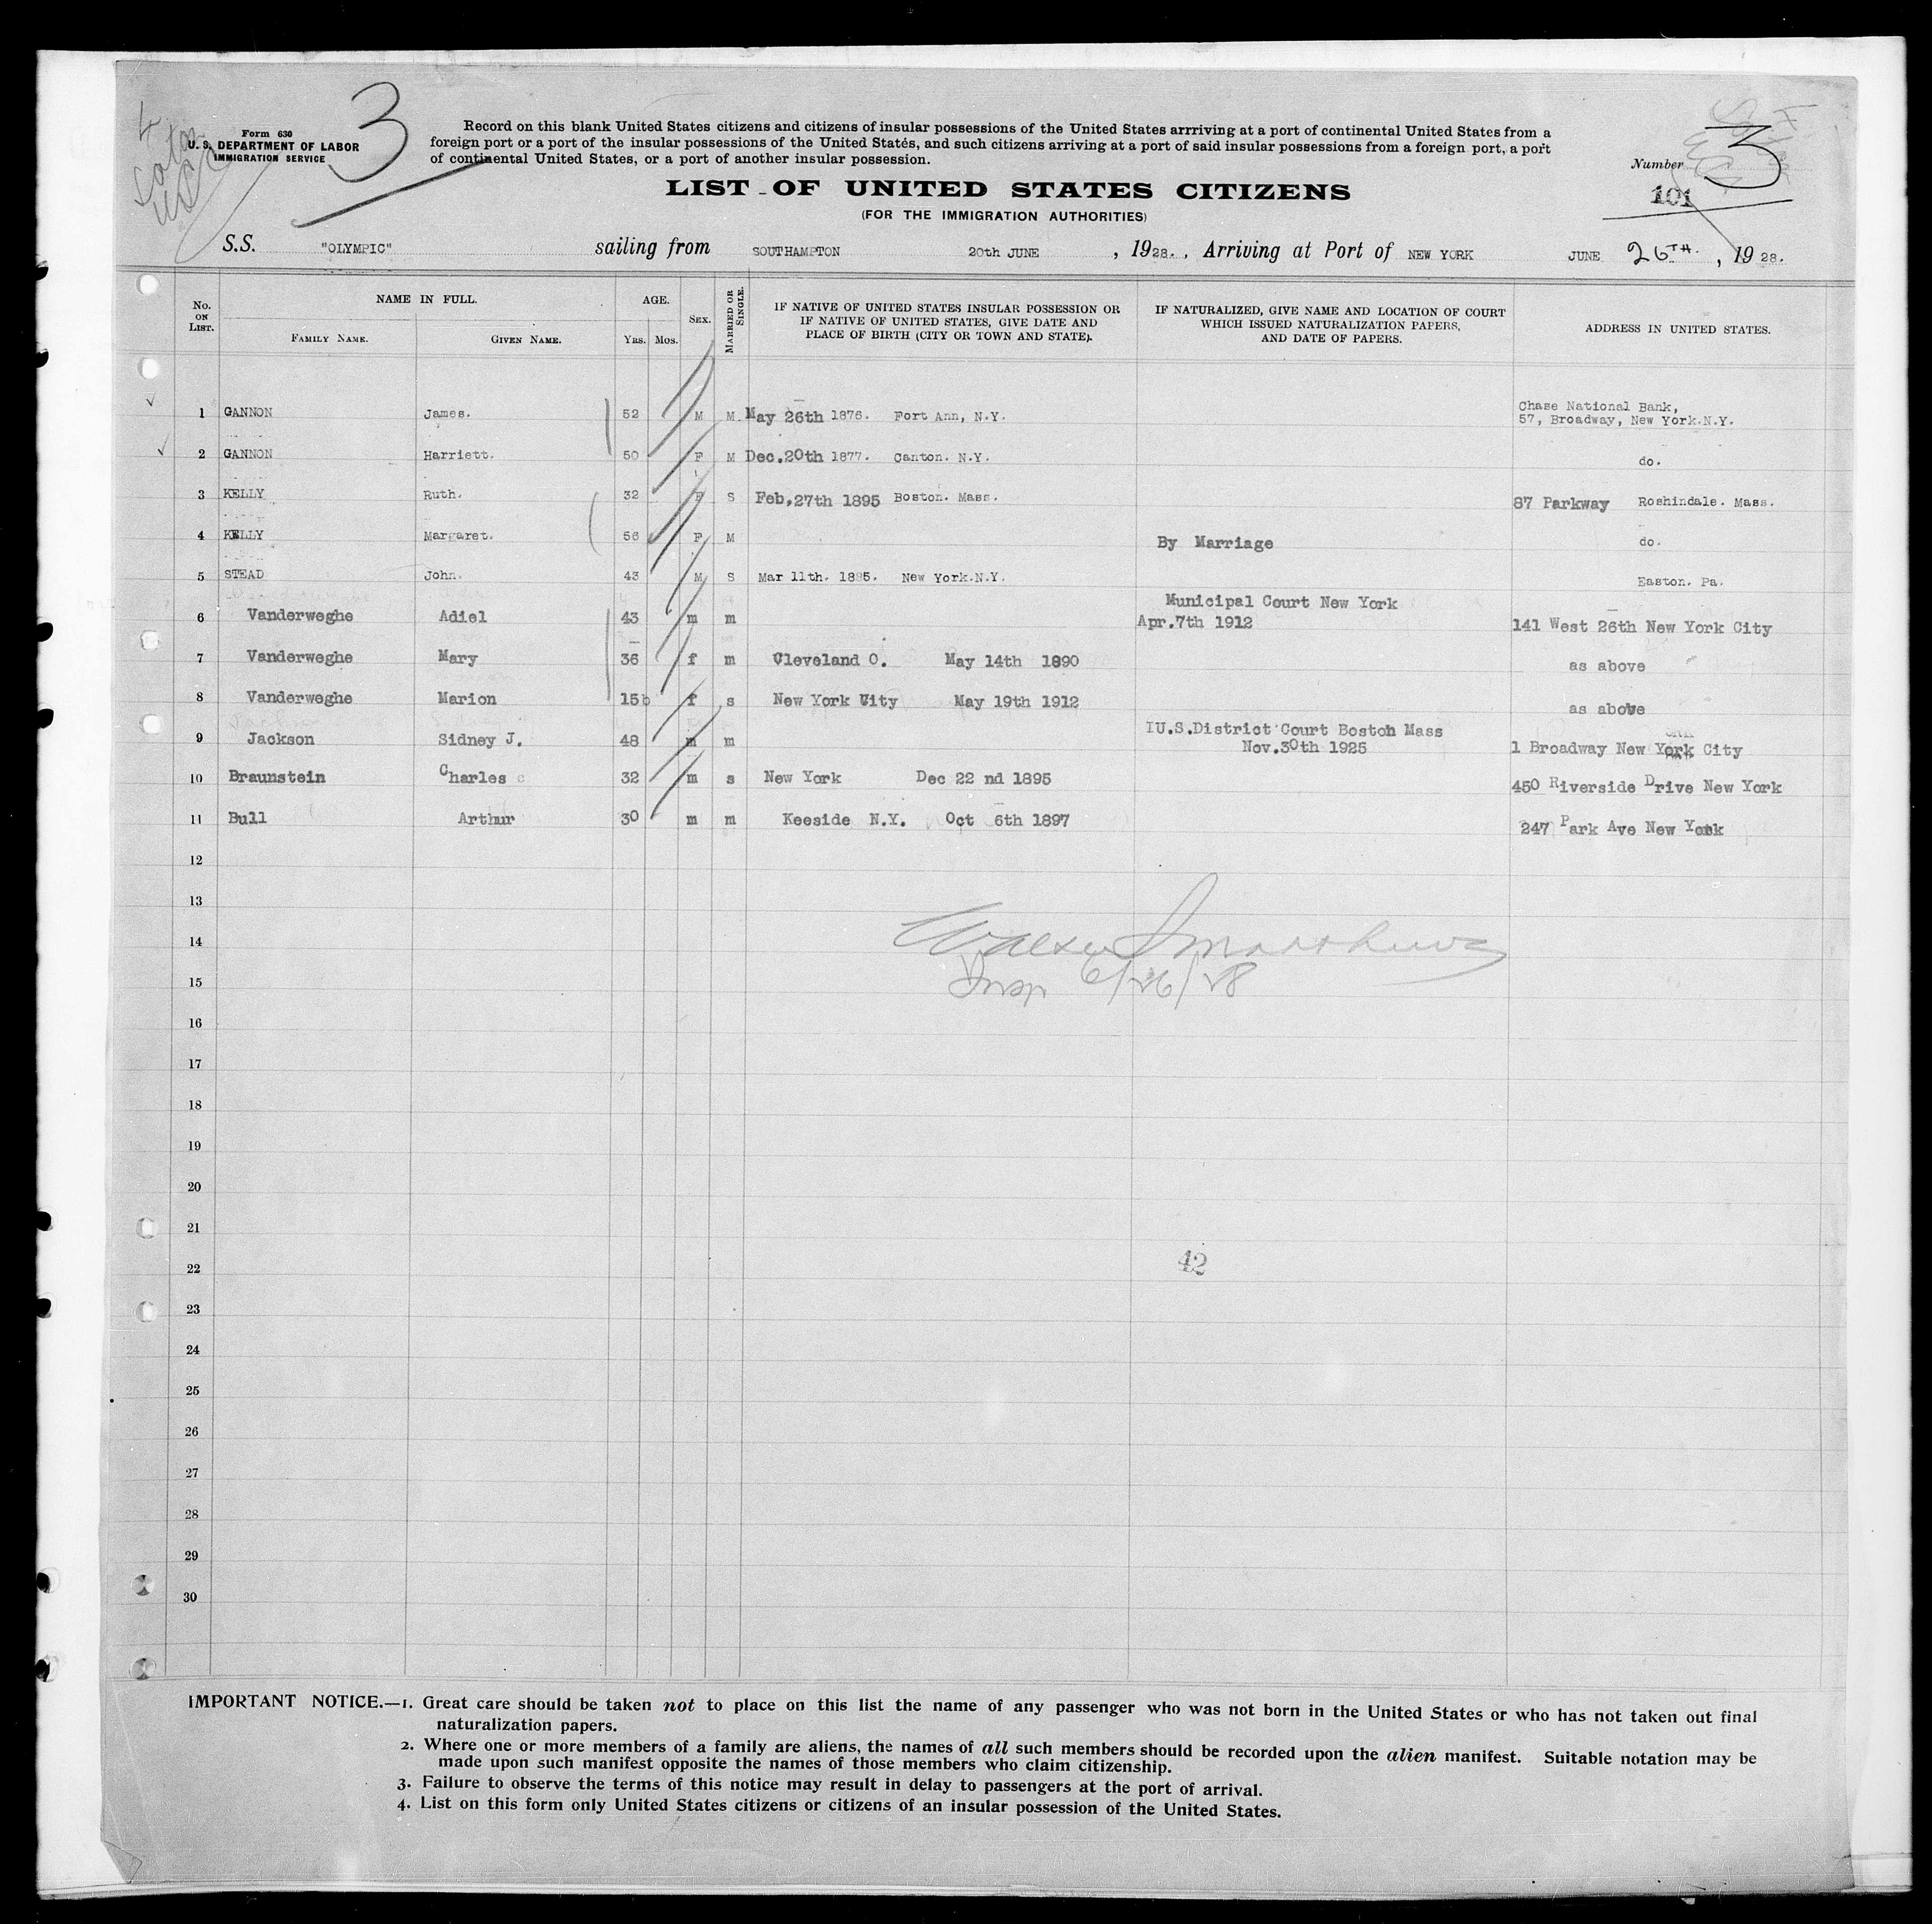 3
Form 630
U. S. DEPARTMENT OF LABOR
IMMIGRATION SERVICE
Record on this blank United States citizens and citizens of insular possessions of the United States arrriving at a port of continental United States from a
foreign port or a port of the insular possessions of the United States, and such citizens arriving at a port of said insular possessions from a foreign port, a port
of continental United States, or a port of another insular possession.
Number 3
101
LIST OF UNITED STATES CITIZENS
(FOR THE IMMIGRATION AUTHORITIES)
S.S. "OLYMPIC" sailing from SOUTHAMPTON 20th JUNE , 1928. , Arriving at Port of NEW YORK JUNE 26TH. , 1928.
No. ON LIST. NAME IN FULL. FAMILY NAME. GIVEN NAME. AGE. YRS. MOS. SEX. MARRIED OR SINGLE. IF NATIVE OF UNITED STATES INSULAR POSSESSION OR IF NATIVE OF UNITED STATES, GIVE DATE AND PLACE OF BIRTH (CITY OR TOWN AND STATE). IF NATURALIZED, GIVE NAME AND LOCATION OF COURT WHICH ISSUED NATURALIZATION PAPERS, AND DATE OF PAPERS. ADDRESS IN UNITED STATES.
1 GANNON James. 52 M M. May 26th 1876. Fort Ann, N.Y. Chase National Bank,
57, Broadway, New York.N.Y.
2 GANNON Harriett. 50 F M Dec.20th 1877. Canton. N.Y. do.
3 KELLY Ruth. 32 F S Feb.27th 1895 Boston. Mass. 87 Parkway Roshindale. Mass.
4 KELLY Margaret. 56 F M By Marriage do.
5 STEAD John. 43 M S Mar 11th. 1885. New York.N.Y. Easton. Pa.
6 Vanderweghe Adiel 43 m m Municipal Court New York
Apr.7th 1912 141 West 26th New York City
7 Vanderweghe Mary 36 f m Cleveland O. May 14th 1890 as above
8 Vanderweghe Marion 15 f s New York City May 19th 1912 as above
9 Jackson Sidney J. 48 m m IU.S.District Court Boston Mass
Nov.30th 1925 1 Broadway New York City
10 Braunstein Charles c 32 m s New York Dec 22 nd 1895 450 Riverside Drive New York
11 Bull Arthur 30 m m Keeside N.Y. Oct 6th 1897 247 Park Ave New York
12
13
14
15 Insp 6/26/28
16
17
18
19
20
21
22 42
23
24
25
26
27
28
29
30
IMPORTANT NOTICE.—1. Great care should be taken not to place on this list the name of any passenger who was not born in the United States or who has not taken out final
naturalization papers.
2. Where one or more members of a family are aliens, the names of all such members should be recorded upon the alien manifest. Suitable notation may be
made upon such manifest opposite the names of those members who claim citizenship.
3. Failure to observe the terms of this notice may result in delay to passengers at the port of arrival.
4. List on this form only United States citizens or citizens of an insular possession of the United States.